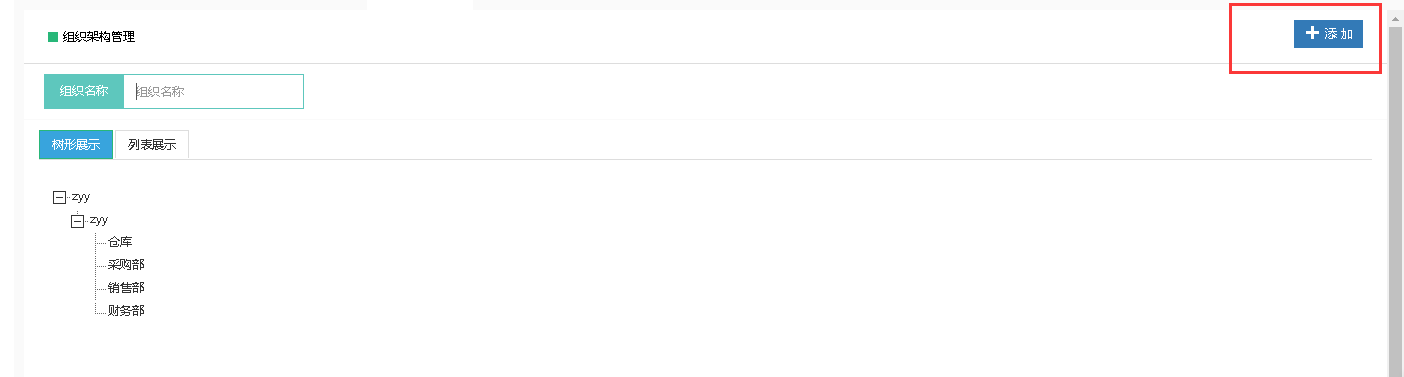 组织架构管理
添加
组织名称 组织名称
树形展示 列表展示
zyy
zyy
仓库
采购部
销售部
财务部